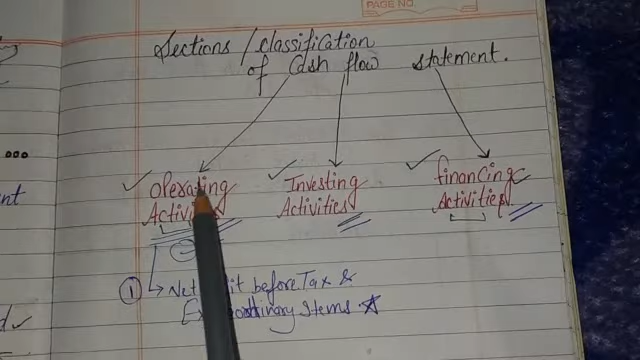 PAGE NO.
Sections / classification
of Cash flow statement.
Operating
Activities
Investing
Activities
financing
Activities
nt
① Net before Tax &
Items.
d